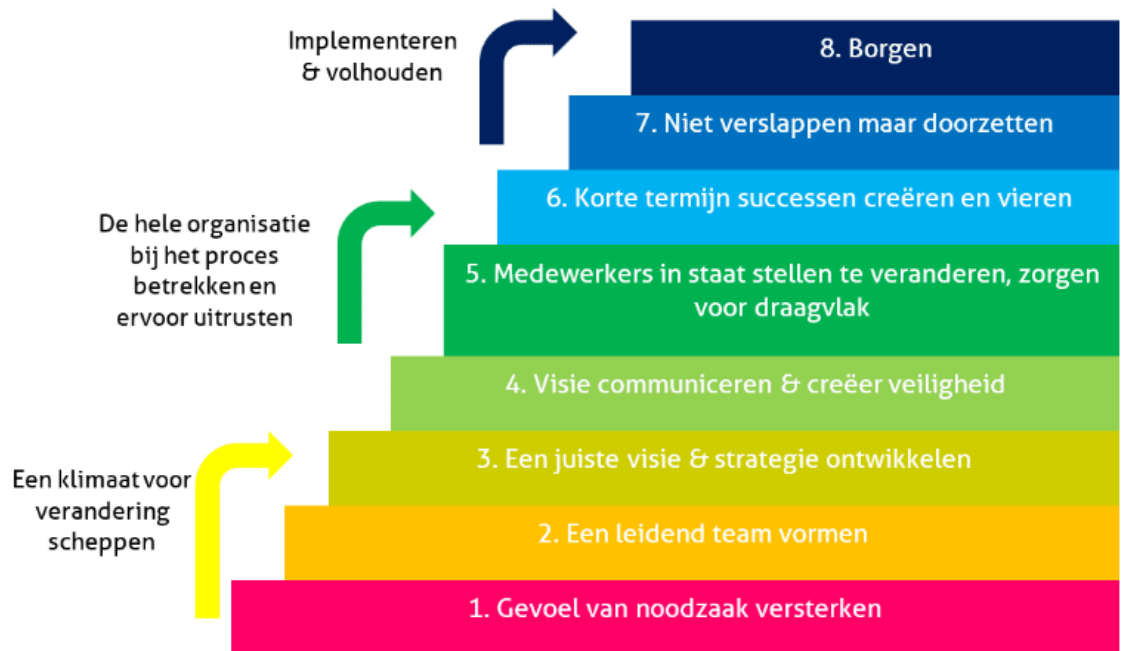 Implementeren
& volhouden
8. Borgen
7. Niet verslappen maar doorzetten
6. Korte termijn successen creëren en vieren
De hele organisatie
bij het proces
betrekken en
ervoor uitrusten
5. Medewerkers in staat stellen te veranderen, zorgen
voor draagvlak
4. Visie communiceren & creëer veiligheid
3. Een juiste visie & strategie ontwikkelen
Een klimaat voor
verandering
scheppen
2. Een leidend team vormen
1. Gevoel van noodzaak versterken